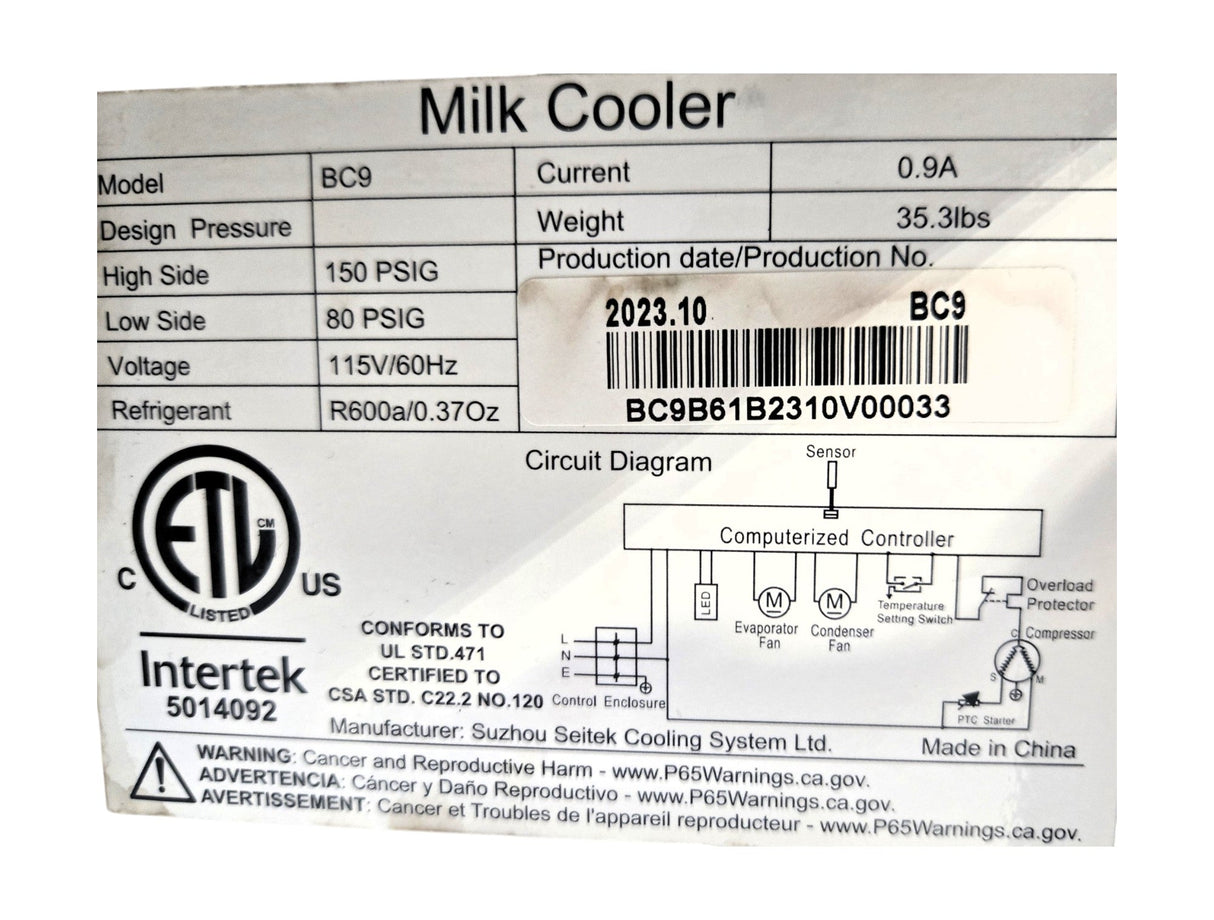 Milk Cooler
Model BC9 Current 0.9A
Design Pressure Weight 35.3lbs
High Side 150 PSIG Production date/Production No.
Low Side 80 PSIG 2023.10 BC9
Voltage 115V/60Hz
Refrigerant R600a/0.37Oz BC9B61B2310V00033
Circuit Diagram
Sensor
Computerized Controller
LED
M
Evaporator
Fan
M
Condenser
Fan
Temperature
Setting Switch
Overload
Protector
C Compressor
S M
PTC Starter
L
N
E
Control Enclosure
ETL CM
LISTED
C US
Intertek
5014092
CONFORMS TO
UL STD.471
CERTIFIED TO
CSA STD. C22.2 NO.120
Manufacturer: Suzhou Seitek Cooling System Ltd. Made in China
WARNING: Cancer and Reproductive Harm - www.P65Warnings.ca.gov.
ADVERTENCIA: Cáncer y Daño Reproductivo - www.P65Warnings.ca.gov.
AVERTISSEMENT: Cancer et Troubles de l'appareil reproducteur - www.P65Warnings.ca.gov.